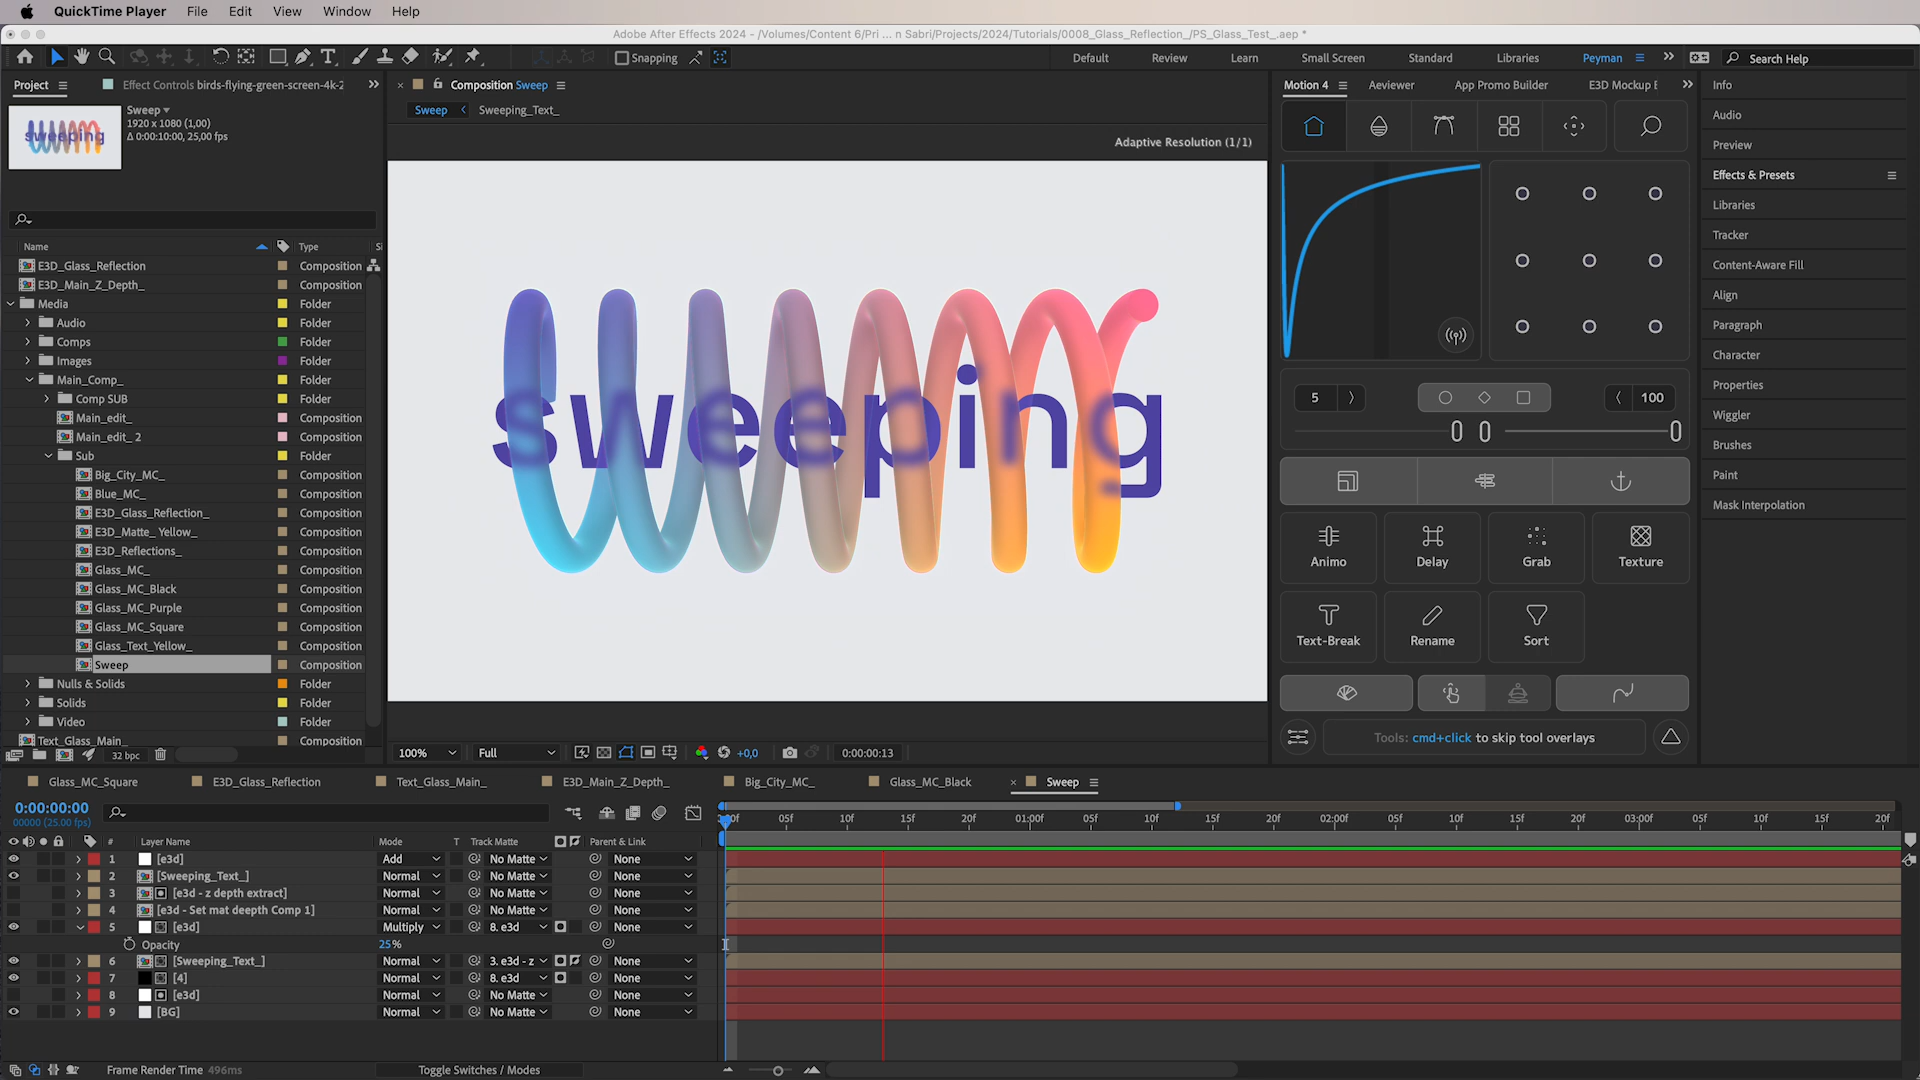 QuickTime Player File Edit View Window Help
Adobe After Effects 2024 - /Volumes/Content 6/Pri ... n Sabri/Projects/2024/Tutorials/0008_Glass_Reflection_/PS_Glass_Test_.aep *
Snapping Default Review Learn Small Screen Standard Libraries Peyman Search Help
Project Effect Controls birds-flying-green-screen-4k-2
Composition Sweep
Motion 4 Aeviewer App Promo Builder E3D Mockup E
Info
Sweep
1920 x 1080 (1,00)
Δ 0:00:10:00, 25,00 fps
Sweep Sweeping_Text_
Adaptive Resolution (1/1)
Audio
Preview
Effects & Presets
Libraries
Tracker
Content-Aware Fill
Align
Paragraph
Character
Properties
Wiggler
Brushes
Paint
Mask Interpolation
Name Type Si
E3D_Glass_Reflection Composition
E3D_Main_Z_Depth_ Composition
Media Folder
Audio Folder
Comps Folder
Images Folder
Main_Comp_ Folder
Comp SUB Folder
Main_edit_ Composition
Main_edit_ 2 Composition
Sub Folder
Big_City_MC_ Composition
Blue_MC_ Composition
E3D_Glass_Reflection_ Composition
E3D_Matte_ Yellow_ Composition
E3D_Reflections_ Composition
Glass_MC_ Composition
Glass_MC_Black Composition
Glass_MC_Purple Composition
Glass_MC_Square Composition
Glass_Text_Yellow_ Composition
Sweep Composition
Nulls & Solids Folder
Solids Folder
Video Folder
Text_Glass_Main_ Composition
32 bpc
sweeping
100% Full +0,0 0:00:00:13
5 100
0 0 0
Animo Delay Grab Texture
Text-Break Rename Sort
Tools: cmd+click to skip tool overlays
Glass_MC_Square E3D_Glass_Reflection Text_Glass_Main_ E3D_Main_Z_Depth_ Big_City_MC_ Glass_MC_Black Sweep
0:00:00:00
00000 (25.00 fps)
05f 10f 15f 20f 01:00f 05f 10f 15f 20f 02:00f 05f 10f 15f 20f 03:00f 05f 10f 15f 20f
# Layer Name Mode T Track Matte Parent & Link
1 [e3d] Add No Matte None
2 [Sweeping_Text_] Normal No Matte None
3 [e3d - z depth extract] Normal No Matte None
4 [e3d - Set mat deepth Comp 1] Normal No Matte None
5 [e3d] Multiply 8. e3d None
Opacity 25%
6 [Sweeping_Text_] Normal 3. e3d - z None
7 [4] Normal 8. e3d None
8 [e3d] Normal No Matte None
9 [BG] Normal No Matte None
Frame Render Time 496ms Toggle Switches / Modes